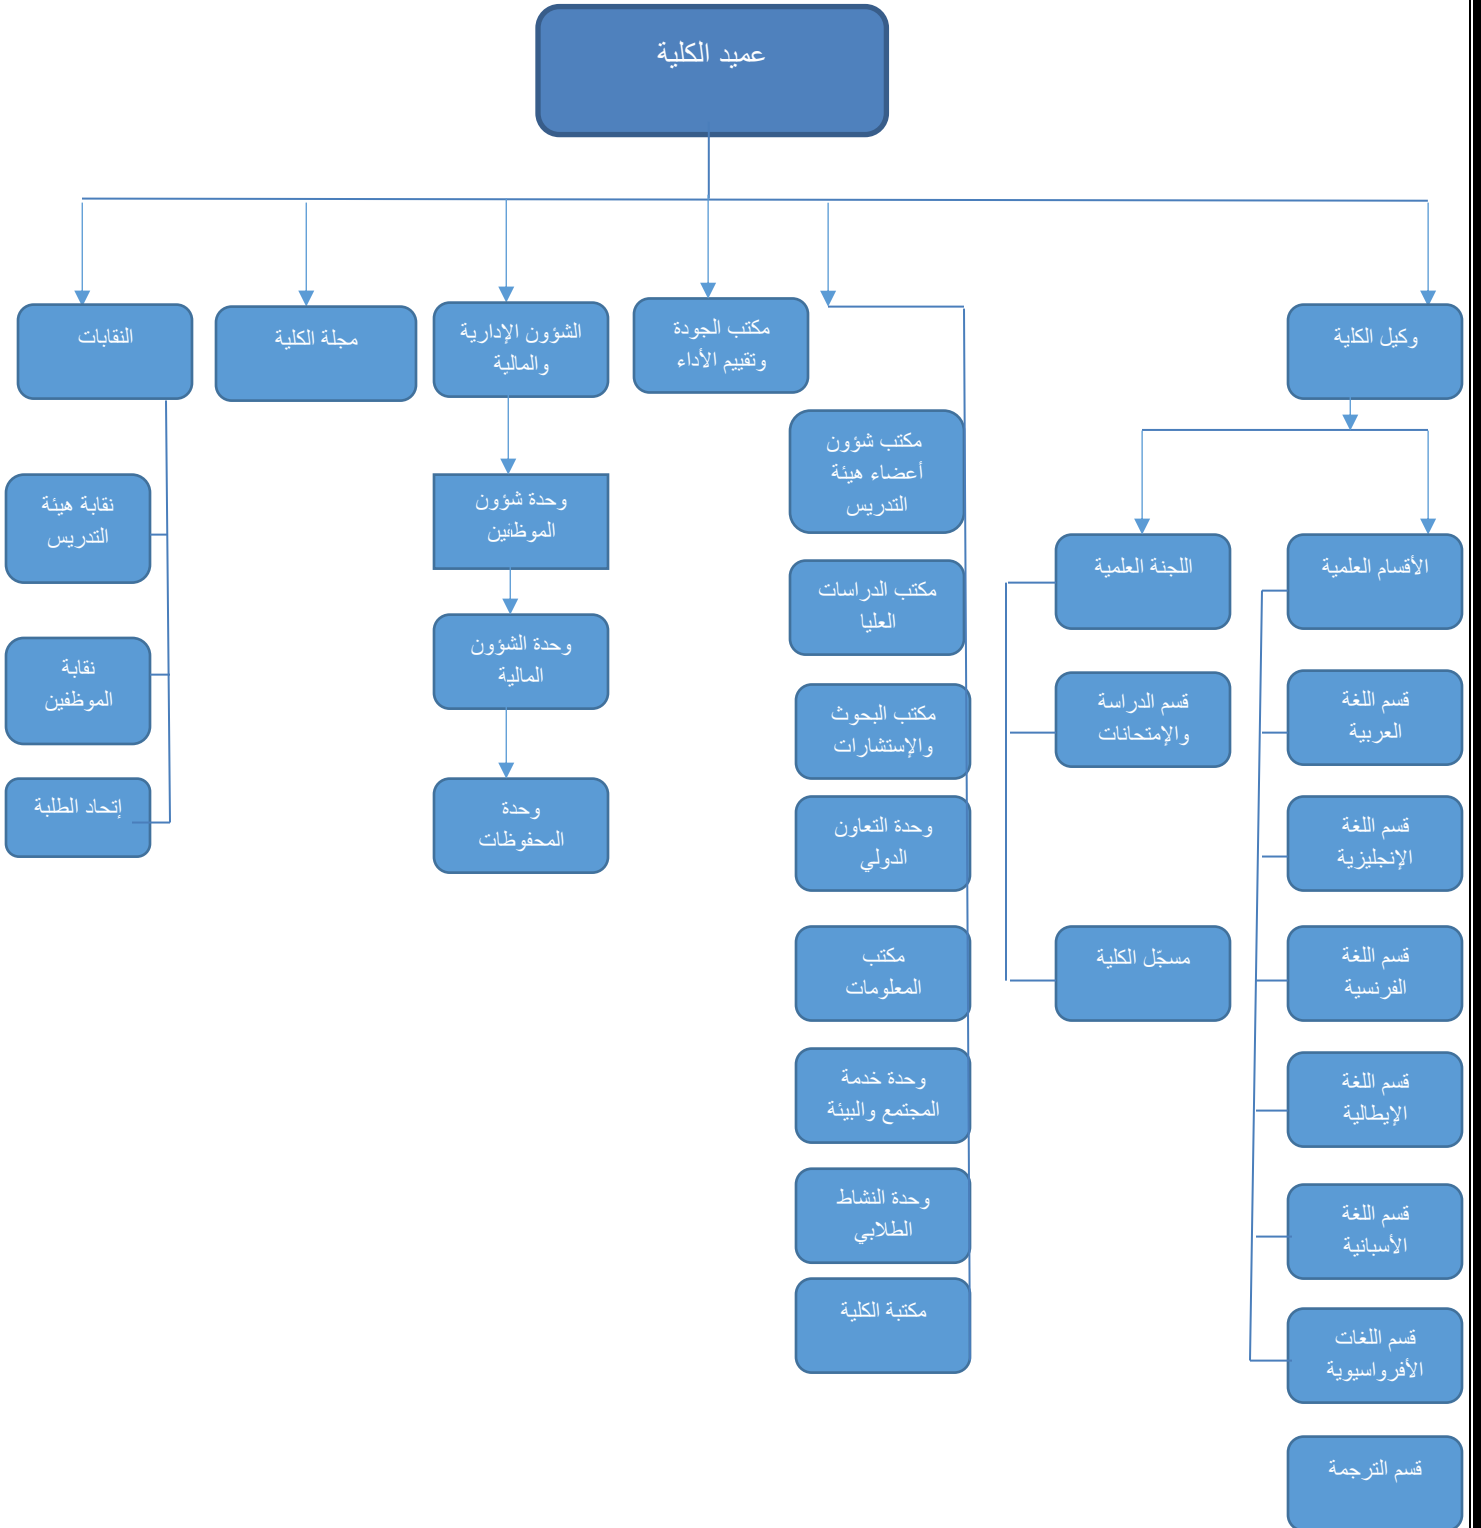 عميد الكلية
وكيل الكلية
مكتب الجودة
وتقييم الأداء
الشؤون الإدارية
والمالية
مجلة الكلية
النقابات
الأقسام العلمية
قسم اللغة
العربية
قسم اللغة
الإنجليزية
قسم اللغة
الفرنسية
قسم اللغة
الإيطالية
قسم اللغة
الأسبانية
قسم اللغات
الأفرواسيوية
قسم الترجمة
اللجنة العلمية
قسم الدراسة
والإمتحانات
مسجّل الكلية
مكتب شؤون
أعضاء هيئة
التدريس
مكتب الدراسات
العليا
مكتب البحوث
والإستشارات
وحدة التعاون
الدولي
مكتب
المعلومات
وحدة خدمة
المجتمع والبيئة
وحدة النشاط
الطلابي
مكتبة الكلية
وحدة شؤون
الموظفين
وحدة الشؤون
المالية
وحدة
المحفوظات
نقابة هيئة
التدريس
نقابة
الموظفين
إتحاد الطلبة